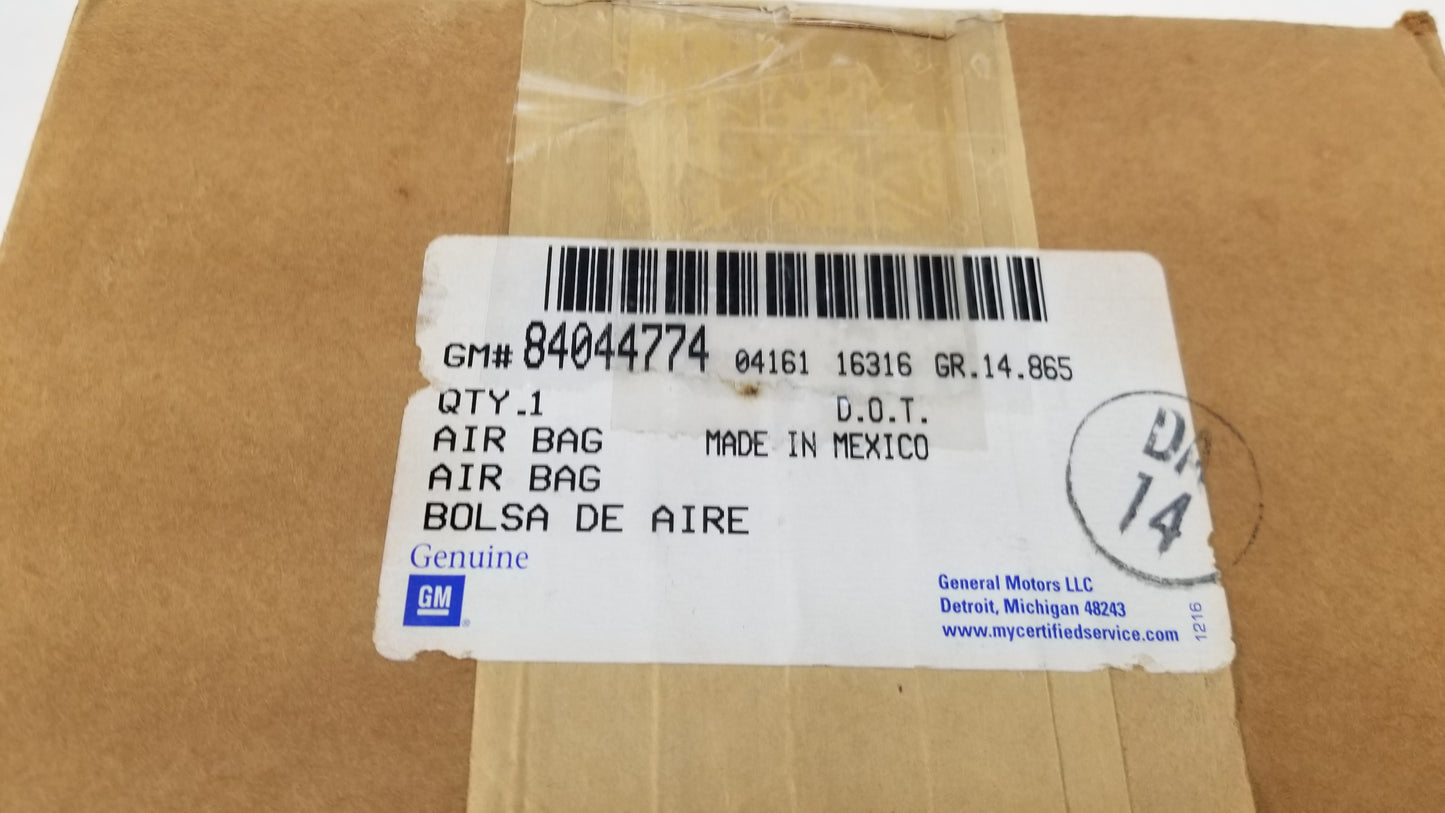 GM# 84044774 04161 16316 GR.14.865
QTY.1 D.O.T.
AIR BAG MADE IN MEXICO
AIR BAG
BOLSA DE AIRE
Genuine
GM
®
General Motors LLC
Detroit, Michigan 48243
www.mycertifiedservice.com
1216
DA
14